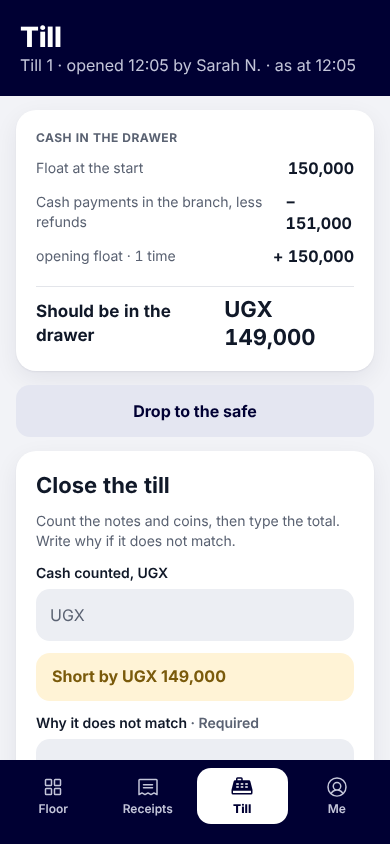 Till
Till 1 · opened 12:05 by Sarah N. · as at 12:05
CASH IN THE DRAWER
Float at the start 150,000
Cash payments in the branch, less refunds − 151,000
opening float · 1 time + 150,000
Should be in the drawer UGX 149,000
Drop to the safe
Close the till
Count the notes and coins, then type the total.
Write why if it does not match.
Cash counted, UGX
UGX
Short by UGX 149,000
Why it does not match · Required
Floor Receipts Till Me